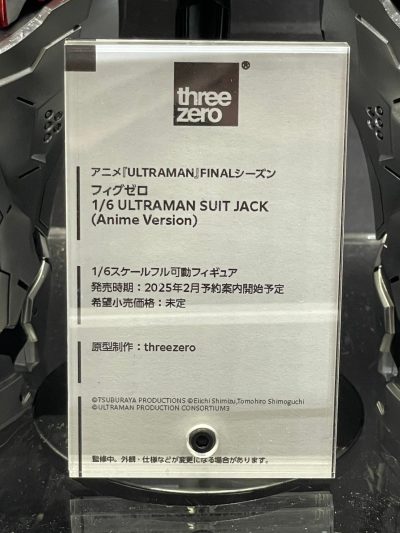 three
zero®
アニメ『ULTRAMAN』FINALシーズン
フィグゼロ
1/6 ULTRAMAN SUIT JACK
(Anime Version)
1/6スケールフル可動フィギュア
発売時期：2025年2月予約案内開始予定
希望小売価格：未定
原型制作：threezero
©TSUBURAYA PRODUCTIONS ©Eiichi Shimizu,Tomohiro Shimoguchi
©ULTRAMAN PRODUCTION CONSORTIUM3
監修中。外観・仕様などが変更になる場合があります。